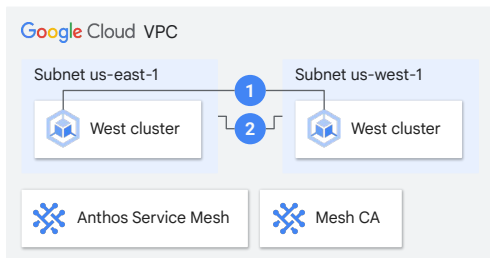 Google Cloud VPC
Subnet us-east-1
Subnet us-west-1
1
West cluster
2
West cluster
Anthos Service Mesh
Mesh CA